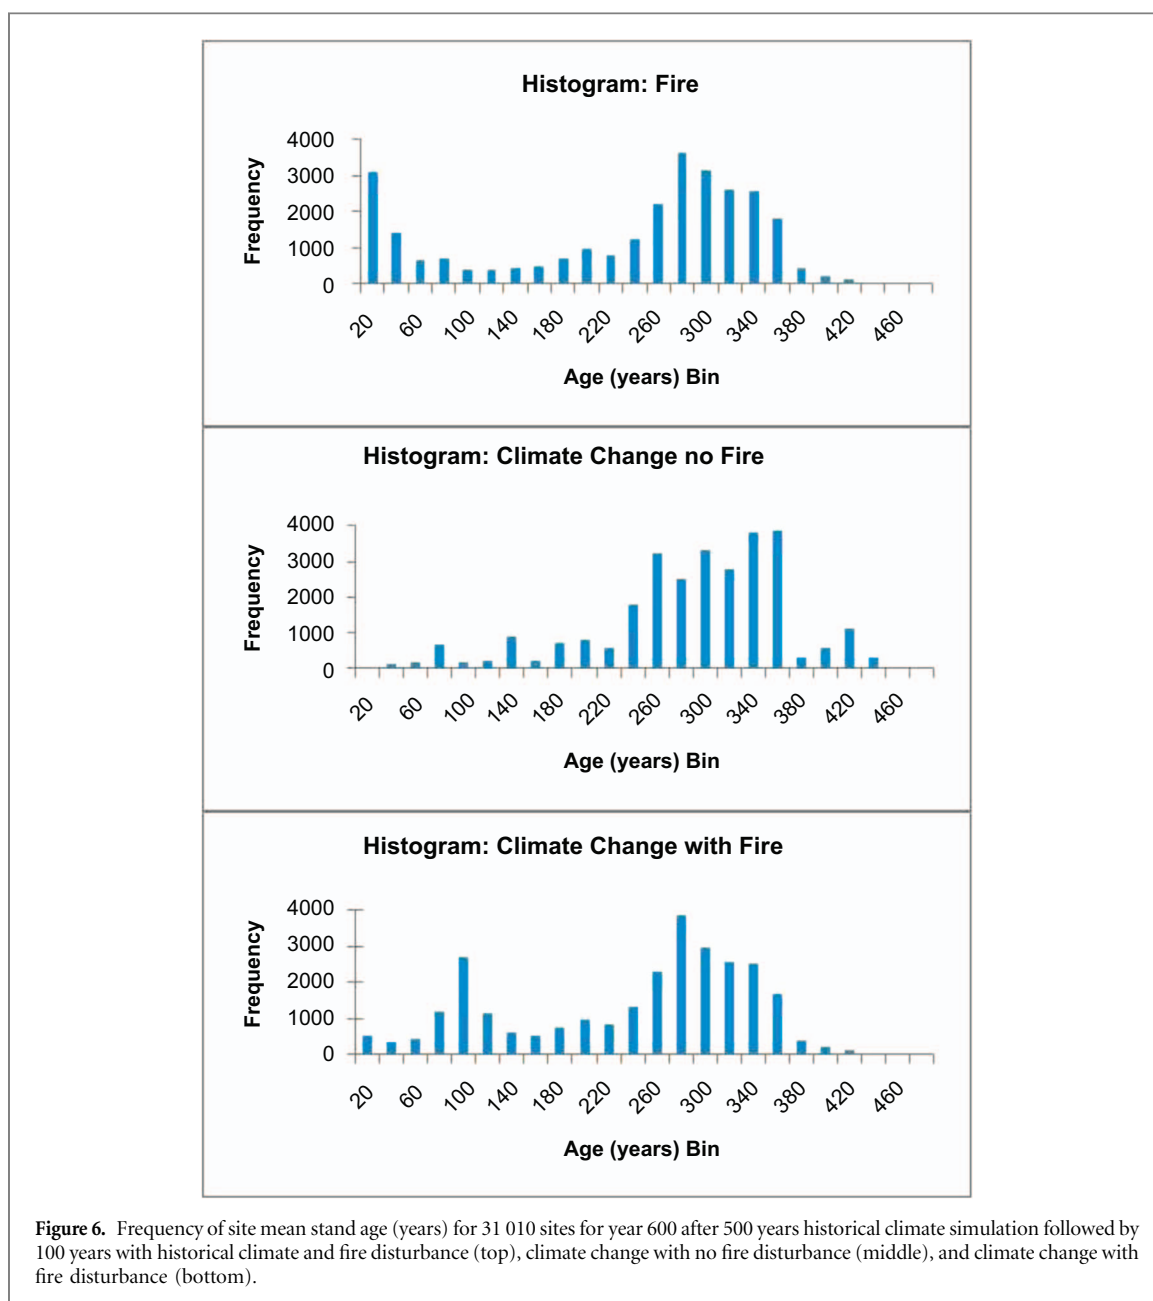 Histogram: Fire
4000
3000
2000
1000
0
Frequency
20 60 100 140 180 220 260 300 340 380 420 460
Age (years) Bin
Histogram: Climate Change no Fire
4000
3000
2000
1000
0
Frequency
20 60 100 140 180 220 260 300 340 380 420 460
Age (years) Bin
Histogram: Climate Change with Fire
4000
3000
2000
1000
0
Frequency
20 60 100 140 180 220 260 300 340 380 420 460
Age (years) Bin
Figure 6. Frequency of site mean stand age (years) for 31 010 sites for year 600 after 500 years historical climate simulation followed by
100 years with historical climate and fire disturbance (top), climate change with no fire disturbance (middle), and climate change with
fire disturbance (bottom).